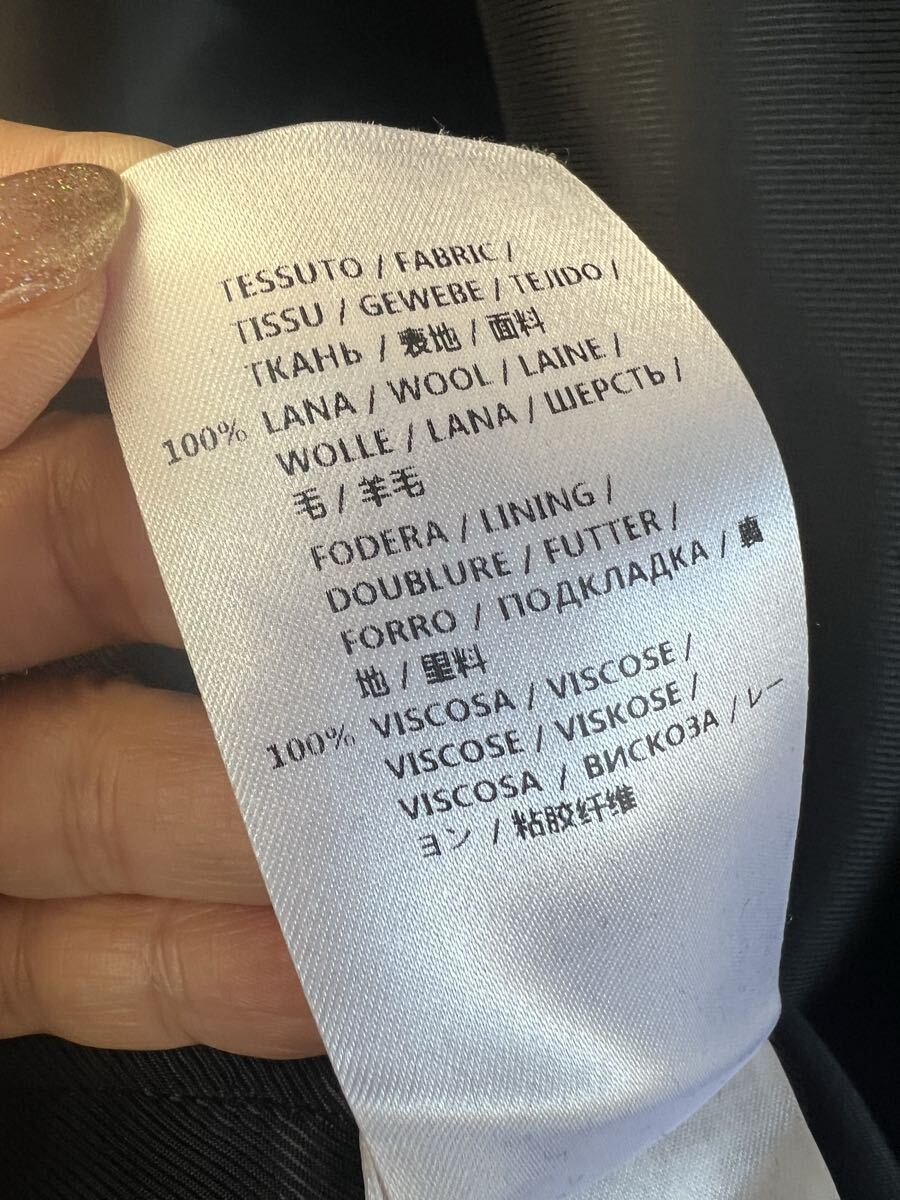 TESSUTO / FABRIC /
TISSU / GEWEBE / TEJIDO /
ТКАНЬ / 表地 / 面料
100% LANA / WOOL / LAINE /
WOLLE / LANA / ШЕРСТЬ /
毛 / 羊毛
FODERA / LINING /
DOUBLURE / FUTTER /
FORRO / ПОДКЛАДКА / 裏
地 / 里料
100% VISCOSA / VISCOSE /
VISCOSE / VISKOSE /
VISCOSA / ВИСКОЗА / レー
ヨン / 粘胶纤维